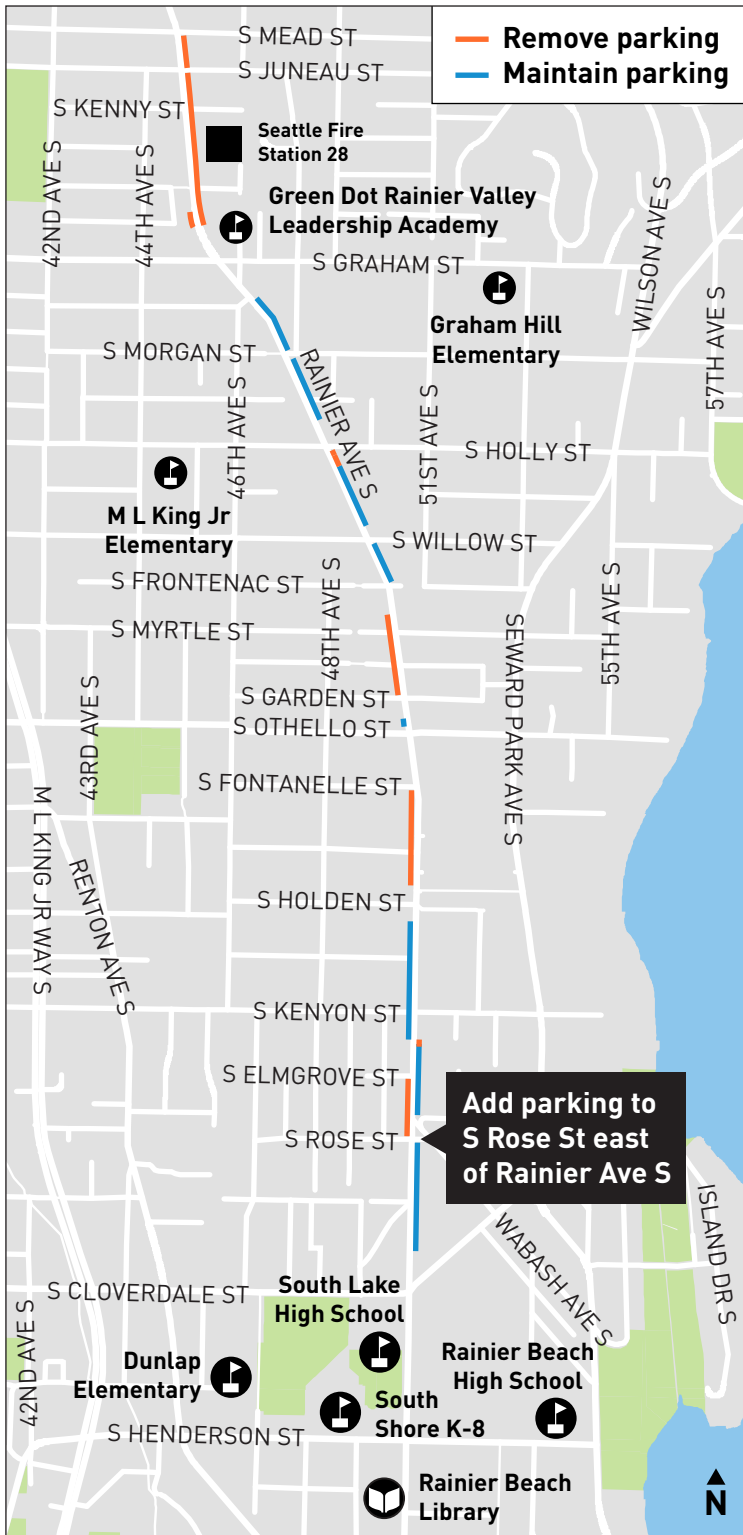 Remove parking
Maintain parking
S MEAD ST
S JUNEAU ST
S KENNY ST
Seattle Fire
Station 28
42ND AVE S
44TH AVE S
Green Dot Rainier Valley
Leadership Academy
S GRAHAM ST
WILSON AVE S
Graham Hill
Elementary
57TH AVE S
S MORGAN ST
RAINIER AVE S
46TH AVE S
51ST AVE S
S HOLLY ST
M L King Jr
Elementary
S WILLOW ST
S FRONTENAC ST
48TH AVE S
55TH AVE S
S MYRTLE ST
SEWARD PARK AVE S
43RD AVE S
S GARDEN ST
S OTHELLO ST
S FONTANELLE ST
M L KING JR WAY S
RENTON AVE S
S HOLDEN ST
S KENYON ST
S ELMGROVE ST
S ROSE ST
Add parking to
S Rose St east
of Rainier Ave S
ISLAND DR S
WABASH AVE S
S CLOVERDALE ST
South Lake
High School
42ND AVE S
Dunlap
Elementary
Rainier Beach
High School
South
Shore K-8
S HENDERSON ST
Rainier Beach
Library
N